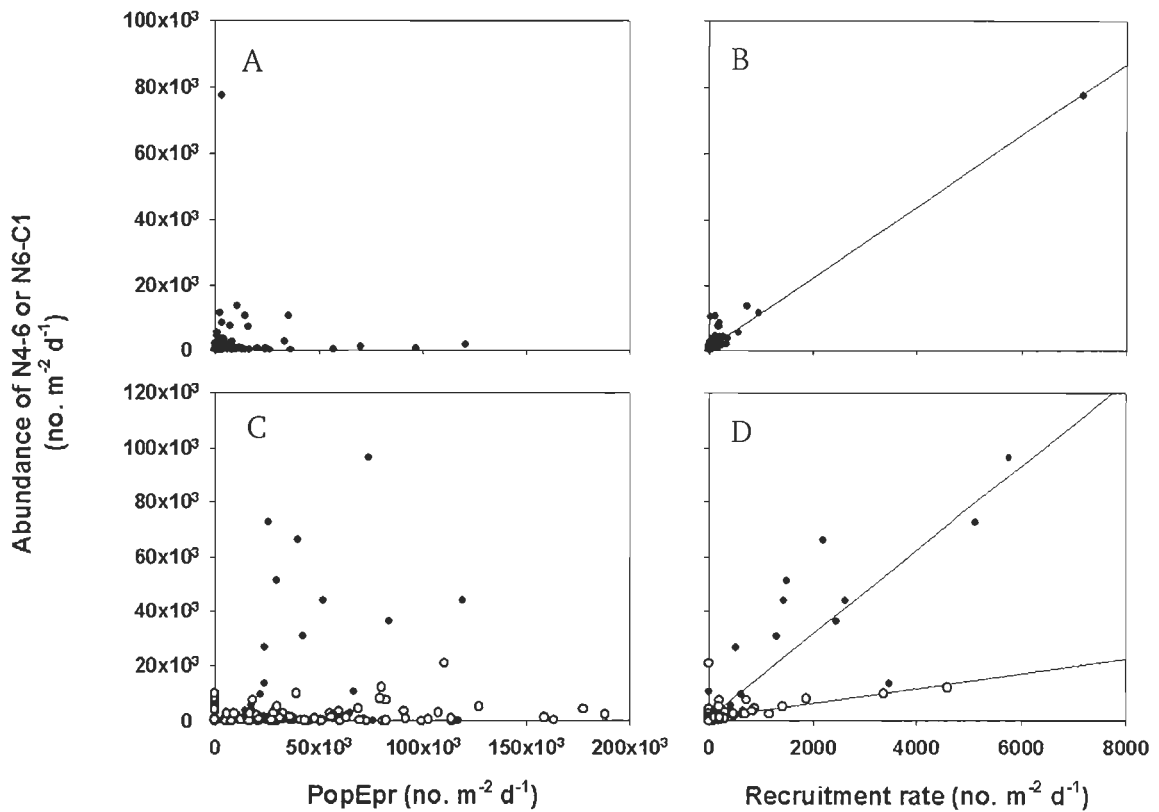 Abundance of N4-6 or N6-C1
(no. m⁻² d⁻¹)
100x10³
80x10³
60x10³
40x10³
20x10³
0
A
B
120x10³
100x10³
80x10³
60x10³
40x10³
20x10³
0
C
D
0 50x10³ 100x10³ 150x10³ 200x10³
0 2000 4000 6000 8000
PopEpr (no. m⁻² d⁻¹)
Recruitment rate (no. m⁻² d⁻¹)